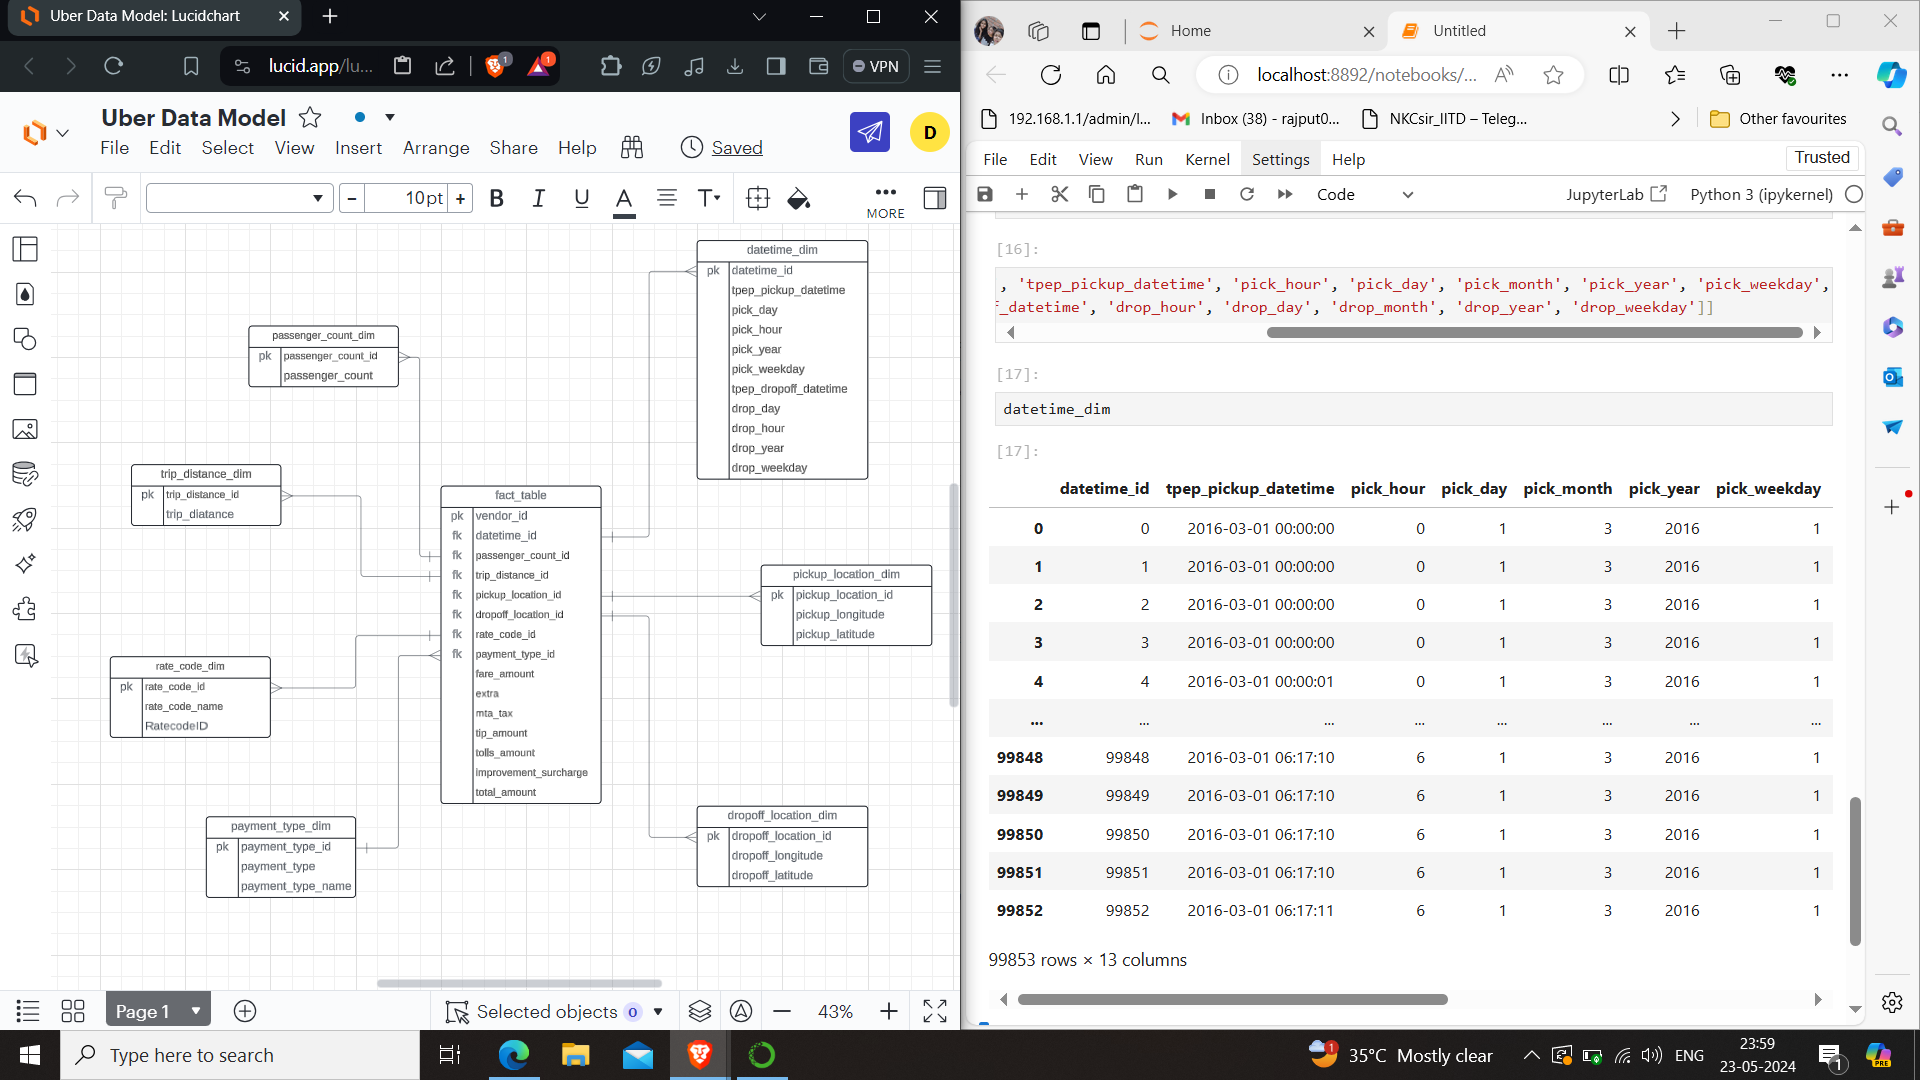 Uber Data Model: Lucidchart
lucid.app/lu...
1
1
VPN
Uber Data Model
File Edit Select View Insert Arrange Share Help
Saved
D
10pt
B I U A T
MORE
datetime_dim
pk datetime_id
tpep_pickup_datetime
pick_day
pick_hour
pick_year
pick_weekday
tpep_dropoff_datetime
drop_day
drop_hour
drop_year
drop_weekday
passenger_count_dim
pk passenger_count_id
passenger_count
trip_distance_dim
pk trip_distance_id
trip_diatance
fact_table
pk vendor_id
fk datetime_id
fk passenger_count_id
fk trip_distance_id
fk pickup_location_id
fk dropoff_location_id
fk rate_code_id
fk payment_type_id
fare_amount
extra
mta_tax
tip_amount
tolls_amount
improvement_surcharge
total_amount
pickup_location_dim
pk pickup_location_id
pickup_longitude
pickup_latitude
rate_code_dim
pk rate_code_id
rate_code_name
RatecodeID
payment_type_dim
pk payment_type_id
payment_type
payment_type_name
dropoff_location_dim
pk dropoff_location_id
dropoff_longitude
dropoff_latitude
Page 1
Selected objects 0
43%
Home
Untitled
localhost:8892/notebooks/...
192.168.1.1/admin/l...
Inbox (38) - rajput0...
NKCsir_IITD – Teleg...
Other favourites
File Edit View Run Kernel Settings Help
Trusted
Code
JupyterLab
Python 3 (ipykernel)
[16]:
, 'tpep_pickup_datetime', 'pick_hour', 'pick_day', 'pick_month', 'pick_year', 'pick_weekday',
f_datetime', 'drop_hour', 'drop_day', 'drop_month', 'drop_year', 'drop_weekday']]
[17]:
datetime_dim
[17]:
datetime_id tpep_pickup_datetime pick_hour pick_day pick_month pick_year pick_weekday
0 0 2016-03-01 00:00:00 0 1 3 2016 1
1 1 2016-03-01 00:00:00 0 1 3 2016 1
2 2 2016-03-01 00:00:00 0 1 3 2016 1
3 3 2016-03-01 00:00:00 0 1 3 2016 1
4 4 2016-03-01 00:00:01 0 1 3 2016 1
... ... ... ... ... ... ... ...
99848 99848 2016-03-01 06:17:10 6 1 3 2016 1
99849 99849 2016-03-01 06:17:10 6 1 3 2016 1
99850 99850 2016-03-01 06:17:10 6 1 3 2016 1
99851 99851 2016-03-01 06:17:10 6 1 3 2016 1
99852 99852 2016-03-01 06:17:11 6 1 3 2016 1
99853 rows × 13 columns
Type here to search
1
35°C Mostly clear
ENG
23:59
23-05-2024
1
PRE